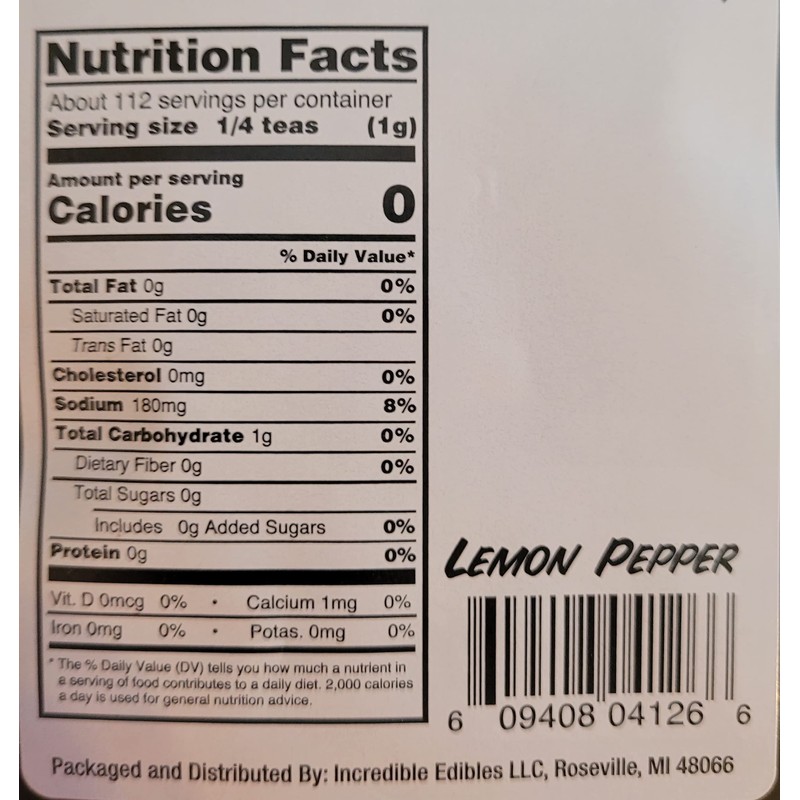 Nutrition Facts
About 112 servings per container
Serving size 1/4 teas (1g)
Amount per serving
Calories 0
% Daily Value*
Total Fat 0g 0%
Saturated Fat 0g 0%
Trans Fat 0g
Cholesterol 0mg 0%
Sodium 180mg 8%
Total Carbohydrate 1g 0%
Dietary Fiber 0g 0%
Total Sugars 0g
Includes 0g Added Sugars 0%
Protein 0g 0%
Vit. D 0mcg 0% • Calcium 1mg 0%
Iron 0mg 0% • Potas. 0mg 0%
* The % Daily Value (DV) tells you how much a nutrient in
a serving of food contributes to a daily diet. 2,000 calories
a day is used for general nutrition advice.
LEMON PEPPER
6 09408 04126 6
Packaged and Distributed By: Incredible Edibles LLC, Roseville, MI 48066